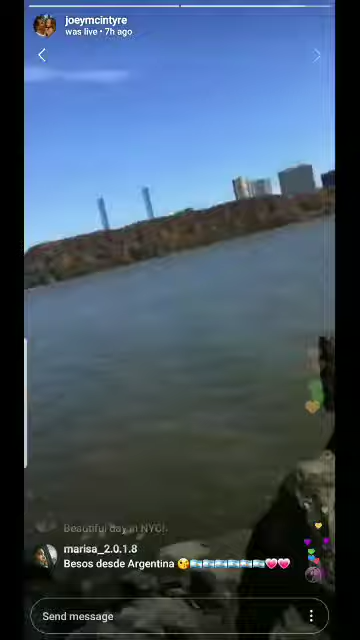 joeymcintyre
was live • 7h ago
Beautiful day in NYC!.
marisa_2.0.1.8
Besos desde Argentina 😘🇦🇷🇦🇷🇦🇷🇦🇷🇦🇷🇦🇷💗💗
Send message